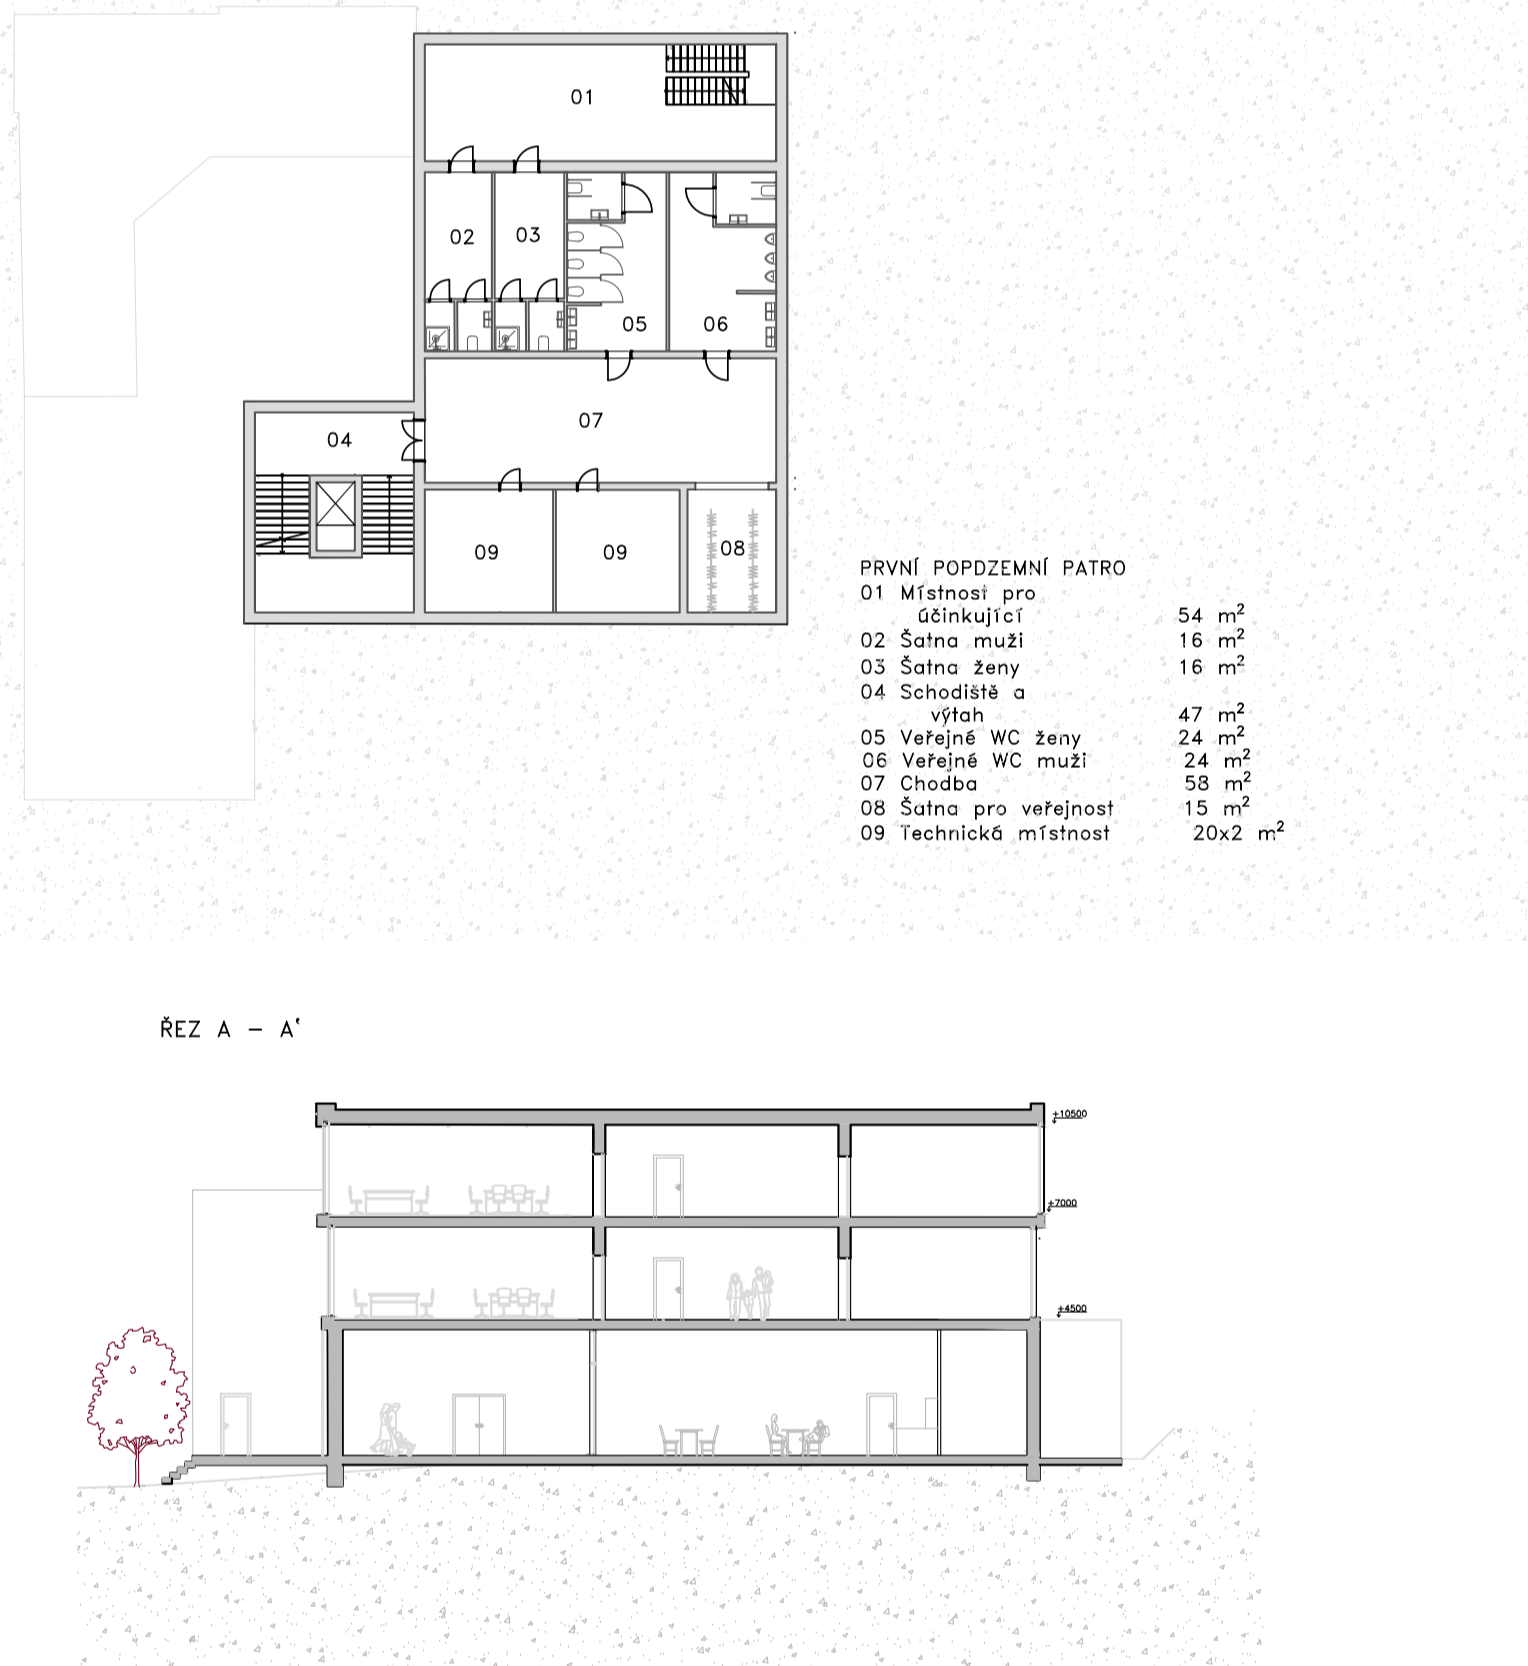 01
02
03
05
06
04
07
09
09
08
PRVNÍ POPDZEMNÍ PATRO
01 Místnost pro
účinkující 54 m²
02 Šatna muži 16 m²
03 Šatna ženy 16 m²
04 Schodiště a
výtah 47 m²
05 Veřejné WC ženy 24 m²
06 Veřejné WC muži 24 m²
07 Chodba 58 m²
08 Šatna pro veřejnost 15 m²
09 Technická místnost 20x2 m²
ŘEZ A – A‘
±10500
±7000
±4500